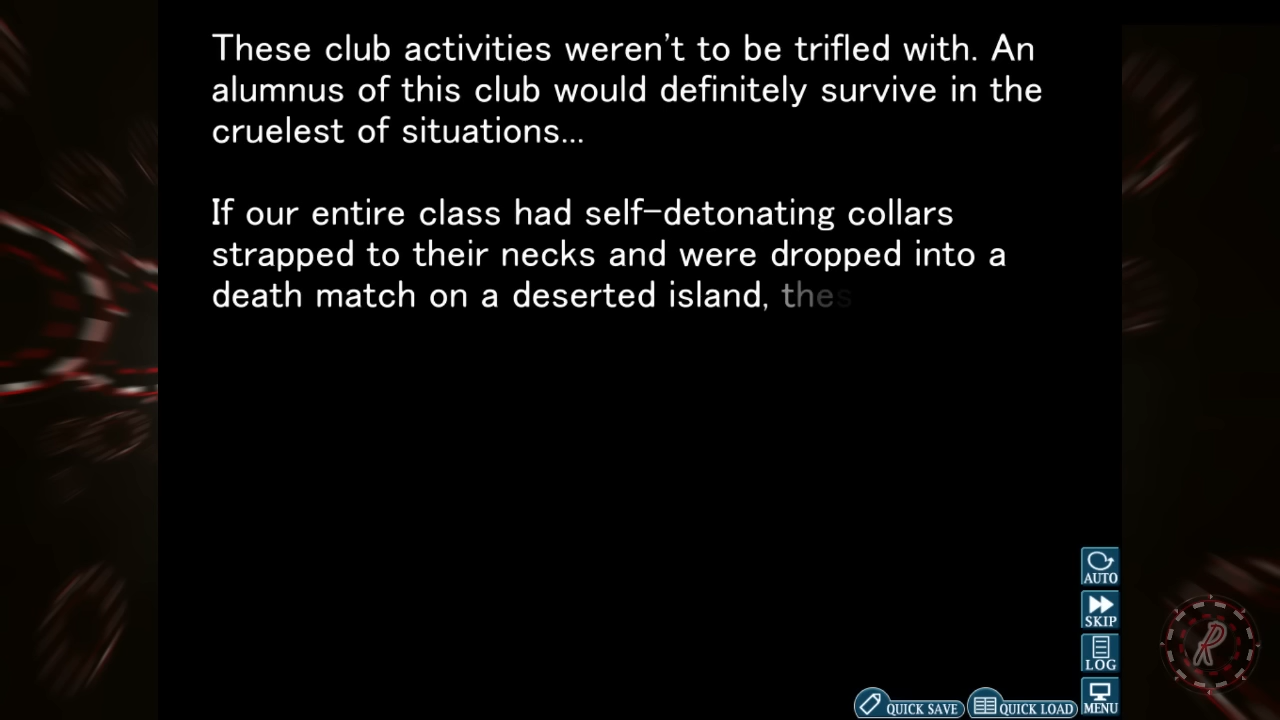 These club activities weren't to be trifled with. An
alumnus of this club would definitely survive in the
cruelest of situations...
If our entire class had self-detonating collars
strapped to their necks and were dropped into a
death match on a deserted island, thes
AUTO
SKIP
LOG
MENU
QUICK SAVE
QUICK LOAD
R